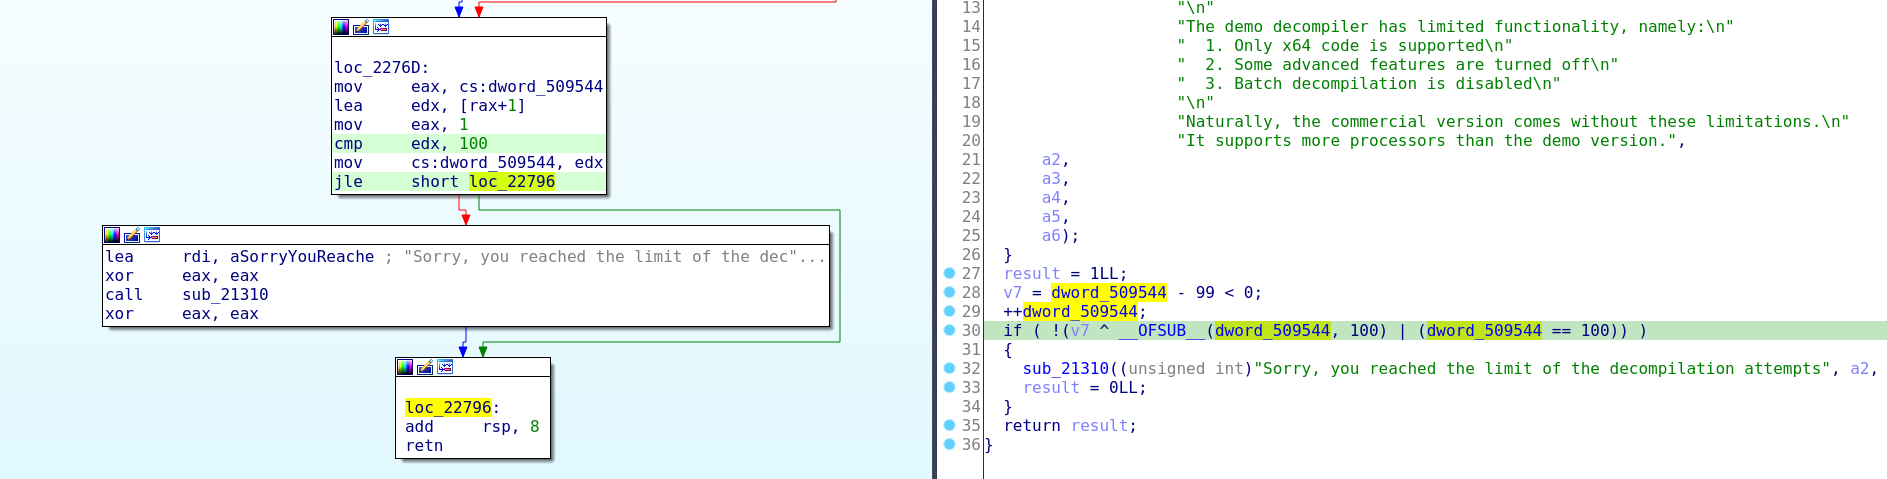 loc_2276D:
mov     eax, cs:dword_509544
lea     edx, [rax+1]
mov     eax, 1
cmp     edx, 100
mov     cs:dword_509544, edx
jle     short loc_22796
lea     rdi, aSorryYouReache ; "Sorry, you reached the limit of the dec"...
xor     eax, eax
call    sub_21310
xor     eax, eax
loc_22796:
add     rsp, 8
retn
13 "\n"
14 "The demo decompiler has limited functionality, namely:\n"
15 "  1. Only x64 code is supported\n"
16 "  2. Some advanced features are turned off\n"
17 "  3. Batch decompilation is disabled\n"
18 "\n"
19 "Naturally, the commercial version comes without these limitations.\n"
20 "It supports more processors than the demo version.",
21 a2,
22 a3,
23 a4,
24 a5,
25 a6);
26 }
27 result = 1LL;
28 v7 = dword_509544 - 99 < 0;
29 ++dword_509544;
30 if ( !(v7 ^ __OFSUB__(dword_509544, 100) | (dword_509544 == 100)) )
31 {
32 sub_21310((unsigned int)"Sorry, you reached the limit of the decompilation attempts", a2,
33 result = 0LL;
34 }
35 return result;
36 }